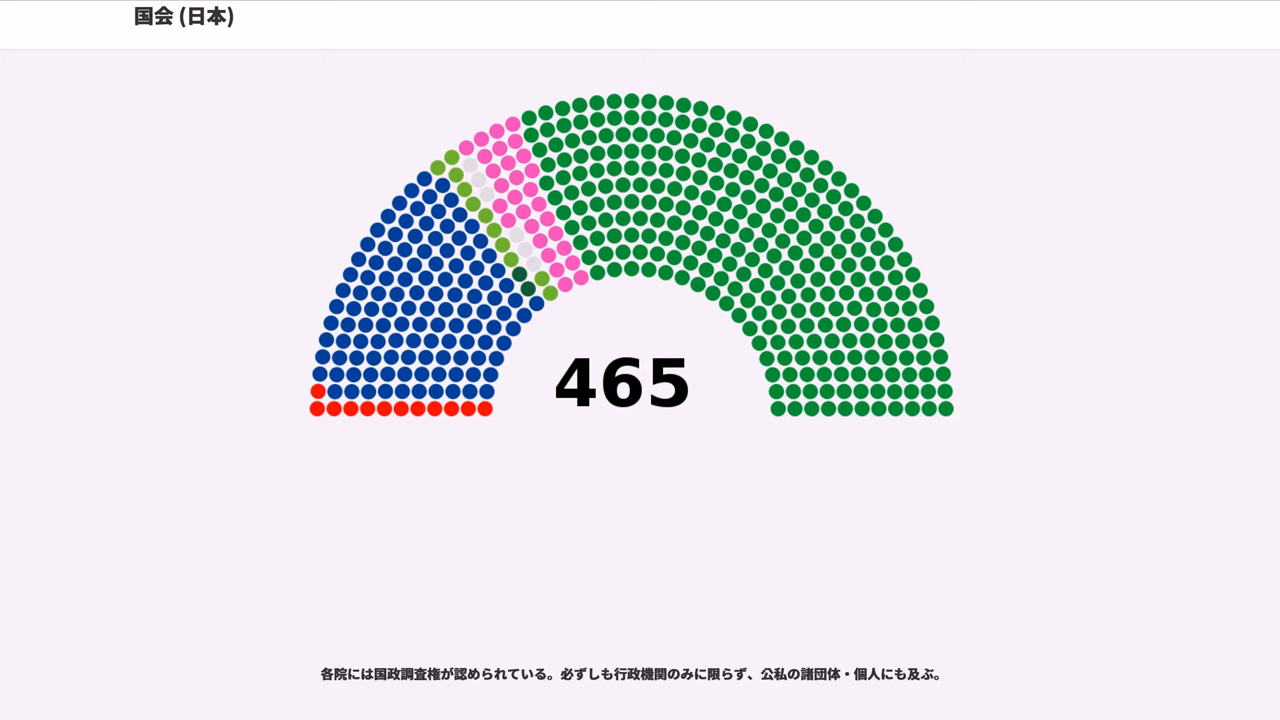 国会 (日本)
465
各院には国政調査権が認められている。必ずしも行政機関のみに限らず、公私の諸団体・個人にも及ぶ。